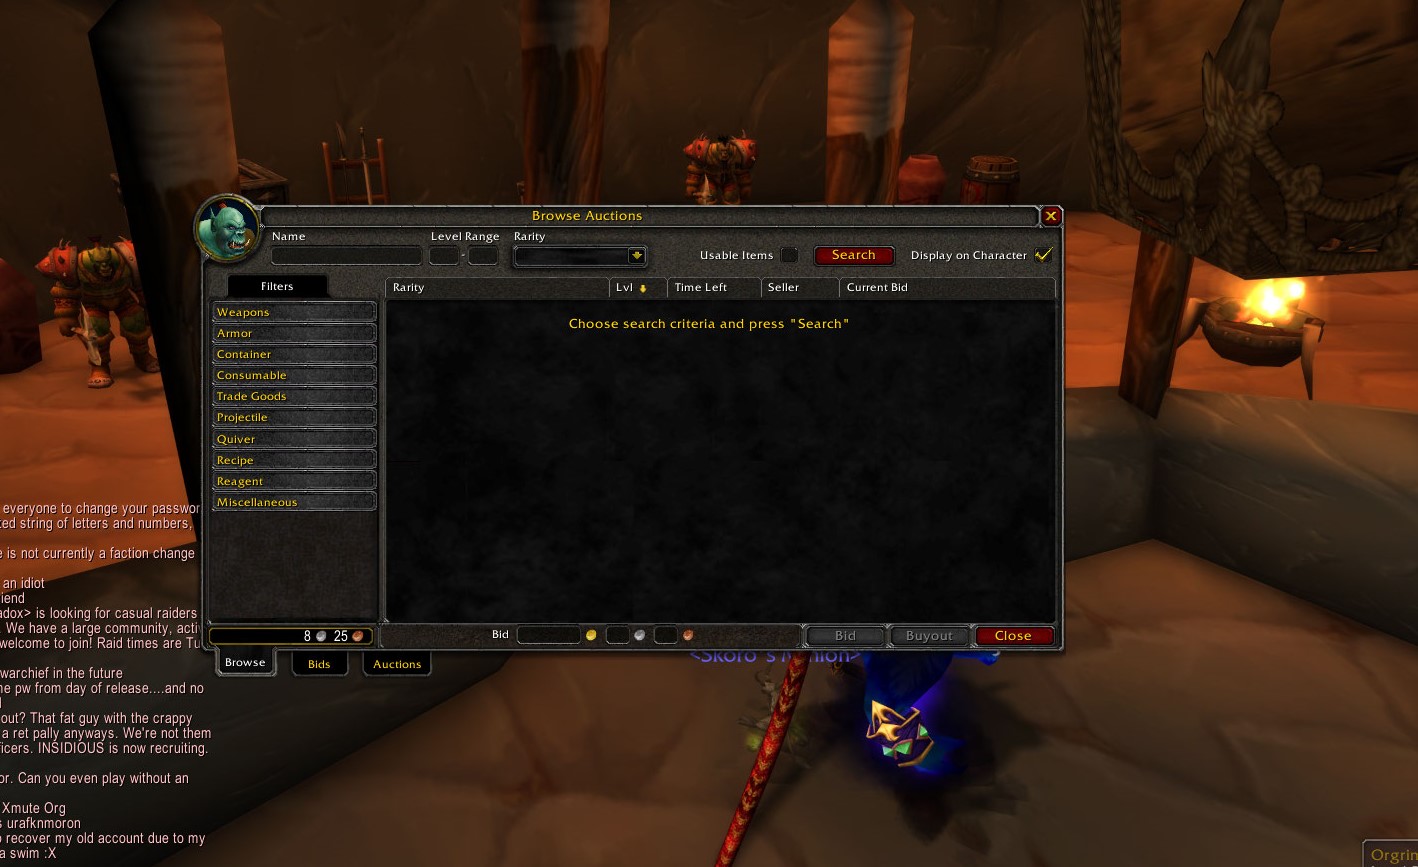 Browse Auctions
Name Level Range Rarity
- Usable Items Search Display on Character
Filters
Rarity Lvl Time Left Seller Current Bid
Choose search criteria and press "Search"
Weapons
Armor
Container
Consumable
Trade Goods
Projectile
Quiver
Recipe
Reagent
Miscellaneous
8 25
Bid
Bid Buyout Close
Browse Bids Auctions
everyone to change your passwor
ted string of letters and numbers,
e is not currently a faction change
an idiot
iend
adox> is looking for casual raiders
. We have a large community, activ
welcome to join! Raid times are Tu
warchief in the future
me pw from day of release....and no
out? That fat guy with the crappy
a ret pally anyways. We're not them
ficers. INSIDIOUS is now recruiting.
or. Can you even play without an
Xmute Org
s urafknmoron
o recover my old account due to my
a swim :X
<Skoro's Minion>
Orgrim